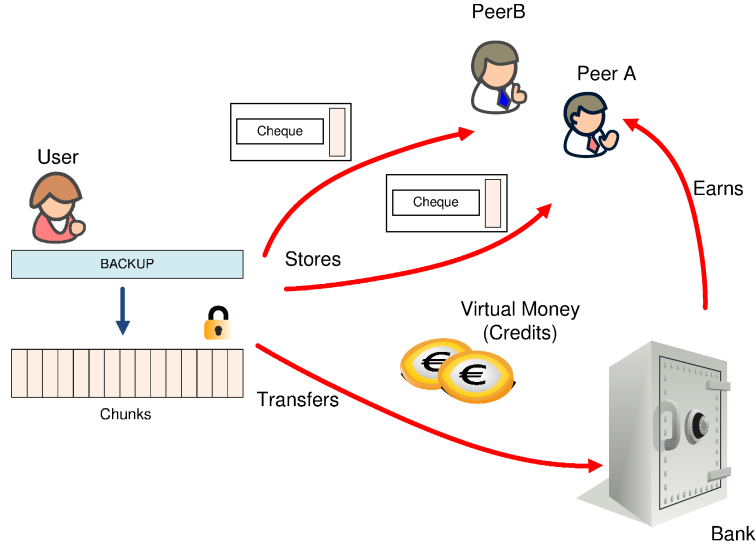 PeerB
Peer A
Cheque
User
Cheque
Earns
BACKUP
Stores
Virtual Money
(Credits)
€ €
Transfers
Chunks
Bank